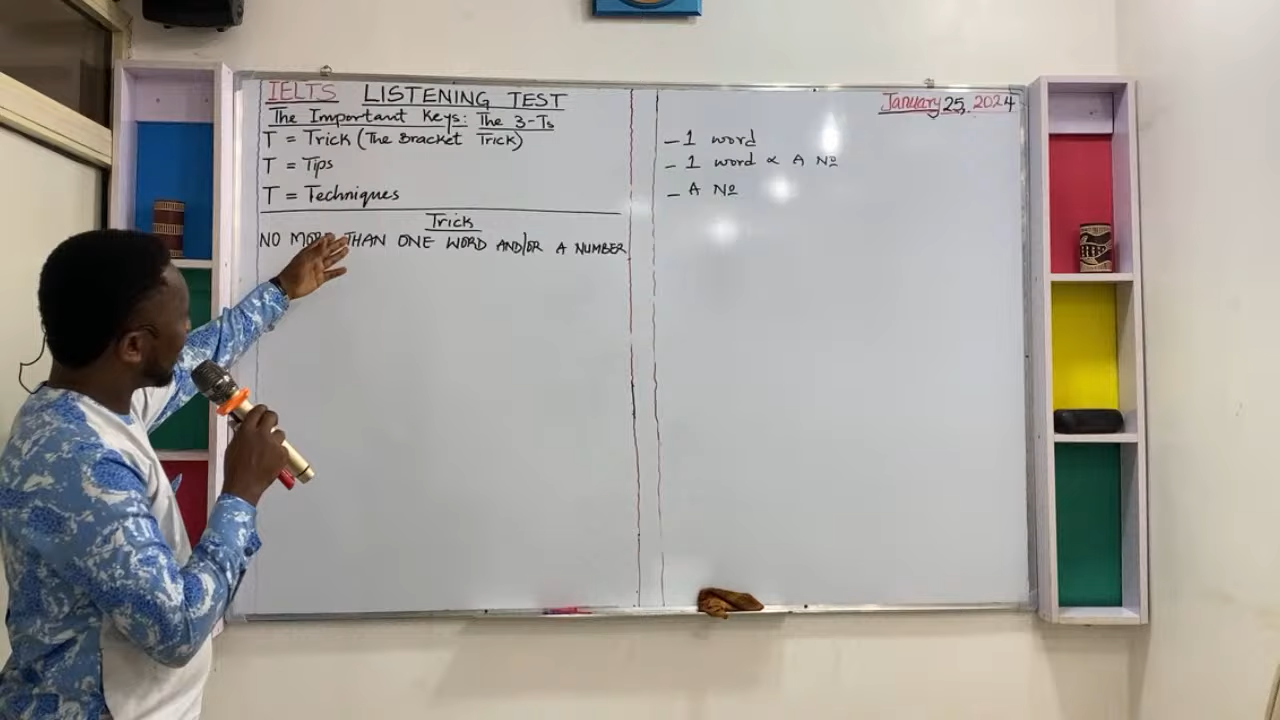 IELTS LISTENING TEST
The Important Keys: The 3-Ts
T = Trick (The Bracket Trick)
T = Tips
T = Techniques
Trick
NO MORE THAN ONE WORD AND/OR A NUMBER
January 25, 2024
- 1 word
- 1 word ∝ A №
- A №